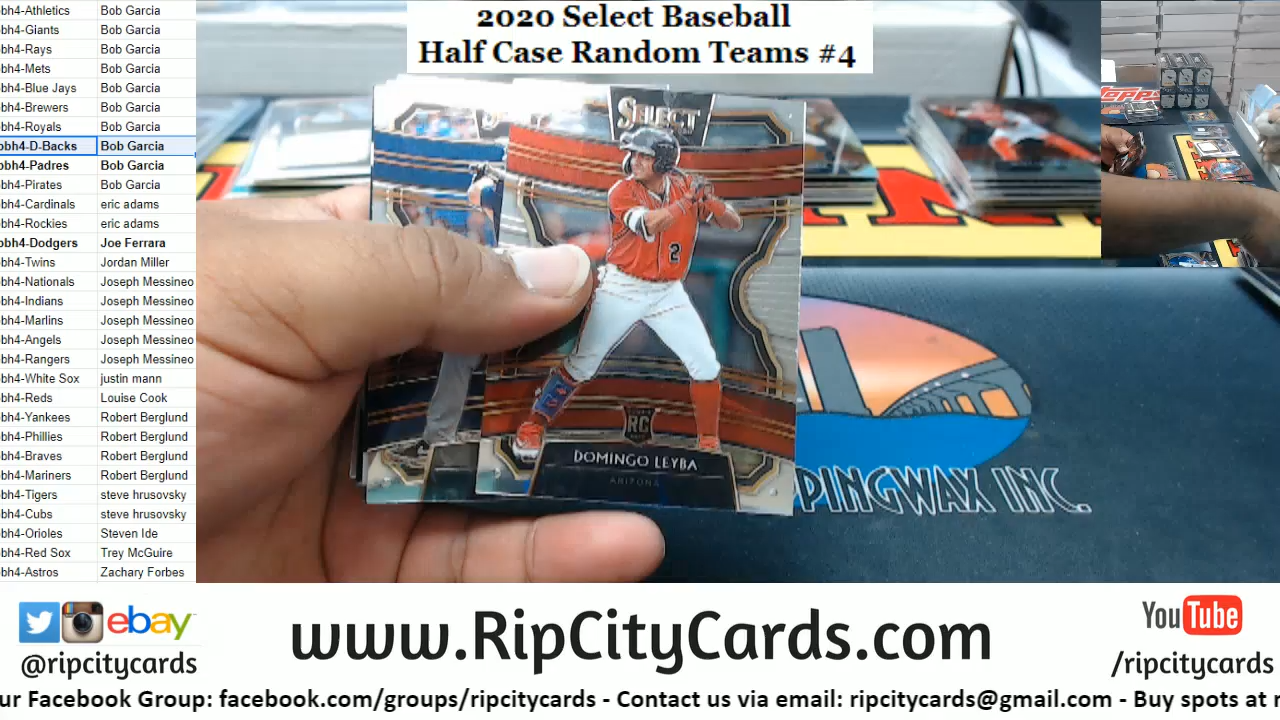 2020 Select Baseball
Half Case Random Teams #4
bh4-Athletics Bob Garcia
bh4-Giants Bob Garcia
bh4-Rays Bob Garcia
bh4-Mets Bob Garcia
bh4-Blue Jays Bob Garcia
bh4-Brewers Bob Garcia
bh4-Royals Bob Garcia
obh4-D-Backs Bob Garcia
obh4-Padres Bob Garcia
bh4-Pirates Bob Garcia
bh4-Cardinals eric adams
bh4-Rockies eric adams
obh4-Dodgers Joe Ferrara
bh4-Twins Jordan Miller
bh4-Nationals Joseph Messineo
bh4-Indians Joseph Messineo
bh4-Marlins Joseph Messineo
bh4-Angels Joseph Messineo
bh4-Rangers Joseph Messineo
bh4-White Sox justin mann
bh4-Reds Louise Cook
bh4-Yankees Robert Berglund
bh4-Phillies Robert Berglund
bh4-Braves Robert Berglund
bh4-Mariners Robert Berglund
bh4-Tigers steve hrusovsky
bh4-Cubs steve hrusovsky
bh4-Orioles Steven Ide
bh4-Red Sox Trey McGuire
bh4-Astros Zachary Forbes
SELECT
2
RC
DOMINGO LEYBA
ARIZONA
PPINGWAX INC.
TOPPS
ebay
@ripcitycards
www.RipCityCards.com
YouTube
/ripcitycards
ur Facebook Group: facebook.com/groups/ripcitycards - Contact us via email: ripcitycards@gmail.com - Buy spots at r